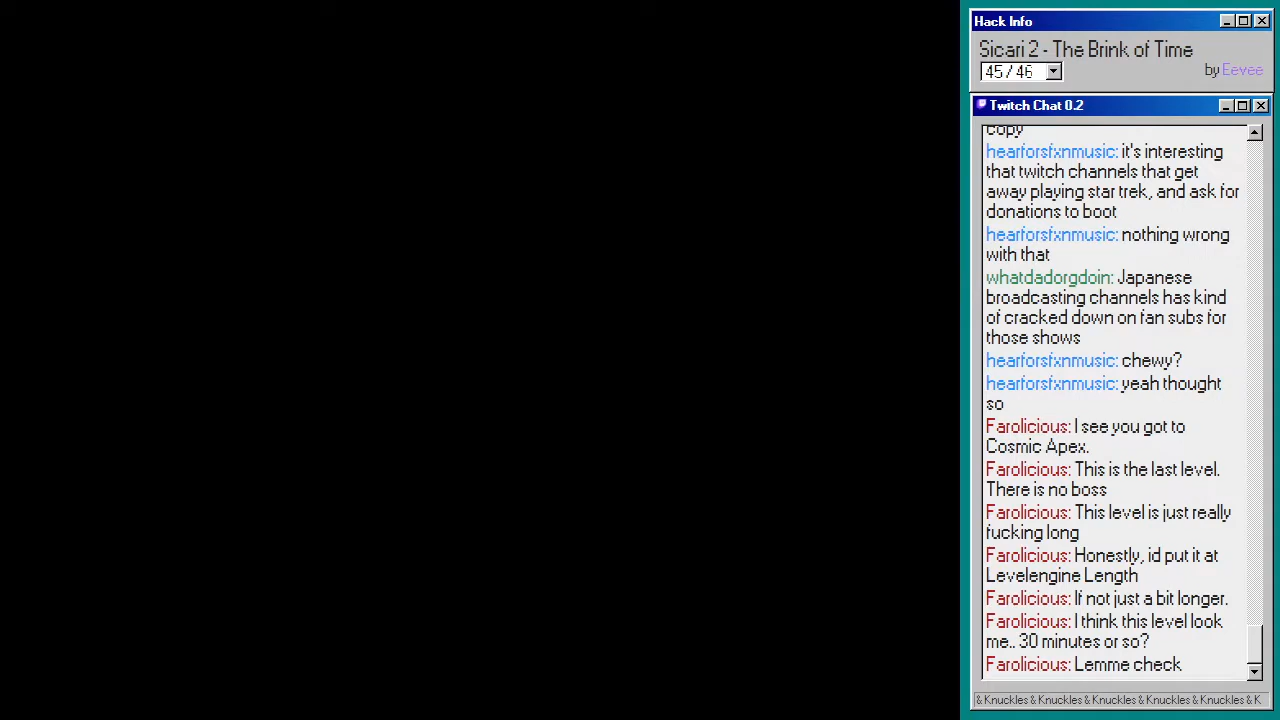 Hack Info
Sicari 2 - The Brink of Time
45/46
by Eevee
Twitch Chat 0.2
copy
hearforsfxnmusic: it's interesting
that twitch channels that get
away playing star trek, and ask for
donations to boot
hearforsfxnmusic: nothing wrong
with that
whatdadorgdoin: Japanese
broadcasting channels has kind
of cracked down on fan subs for
those shows
hearforsfxnmusic: chewy?
hearforsfxnmusic: yeah thought
so
Farolicious: I see you got to
Cosmic Apex.
Farolicious: This is the last level.
There is no boss
Farolicious: This level is just really
fucking long
Farolicious: Honestly, id put it at
Levelengine Length
Farolicious: If not just a bit longer.
Farolicious: I think this level look
me.. 30 minutes or so?
Farolicious: Lemme check
& Knuckles & Knuckles & Knuckles & Knuckles & Knuckles & K